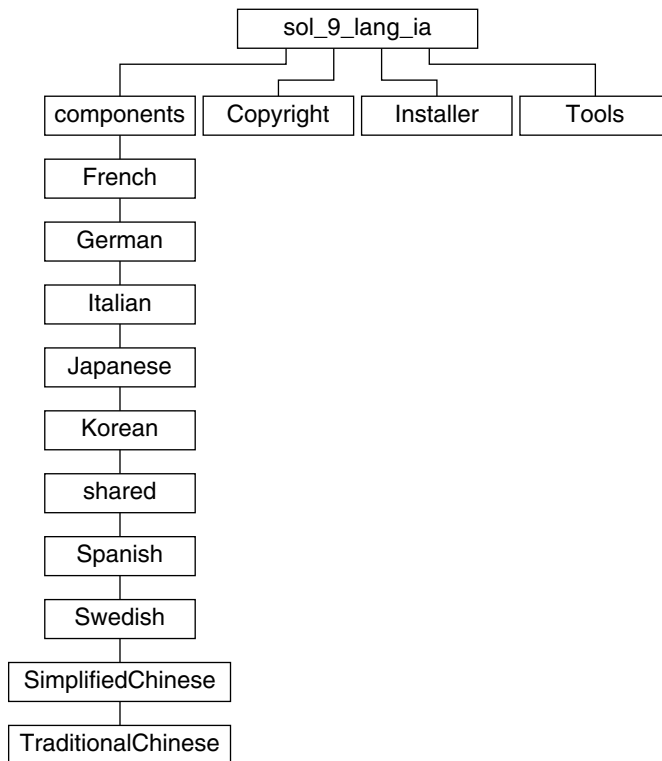 sol_9_lang_ia
components
Copyright
Installer
Tools
French
German
Italian
Japanese
Korean
shared
Spanish
Swedish
SimplifiedChinese
TraditionalChinese